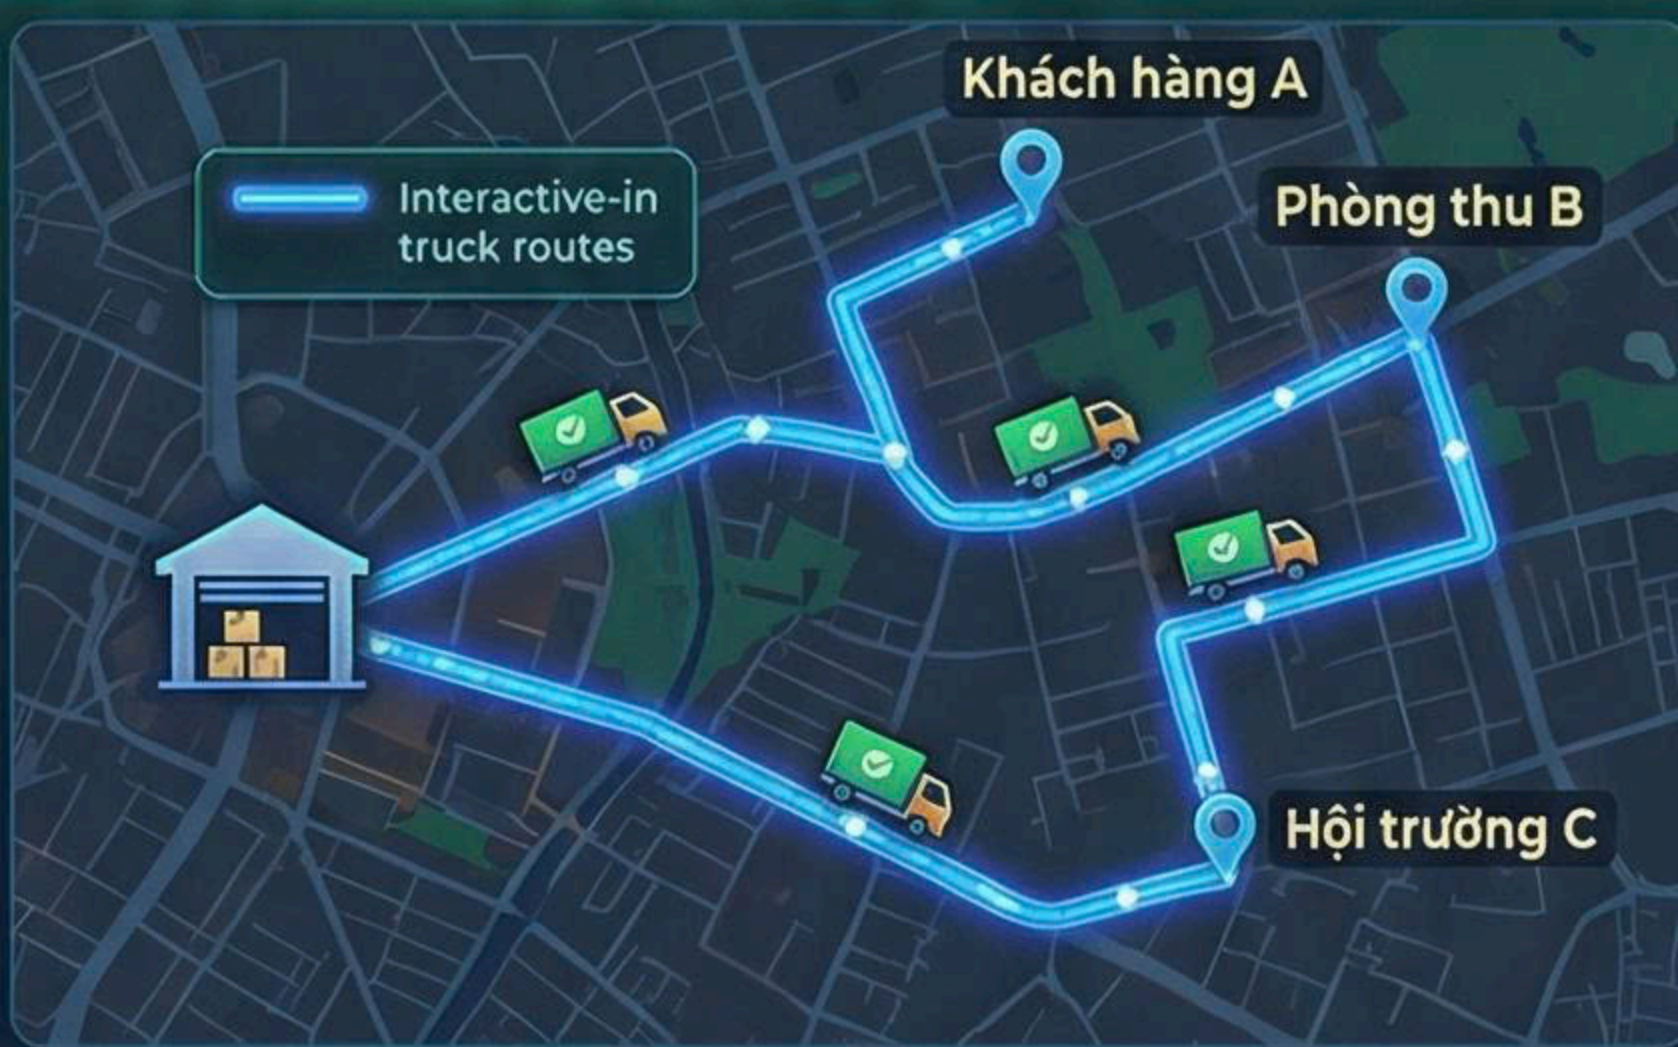 Khách hàng A
Interactive-in
truck routes
Phòng thu B
Hội trường C